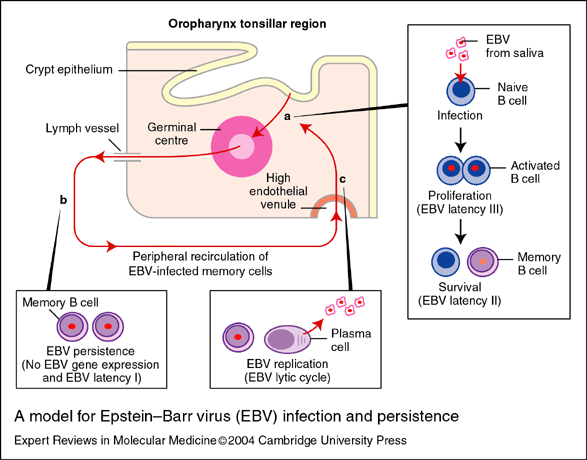 Oropharynx tonsillar region
Crypt epithelium
Lymph vessel
Germinal
centre
a
High
endothelial
venule
c
b
Peripheral recirculation of
EBV-infected memory cells
EBV
from saliva
Naive
B cell
Infection
Activated
B cell
Proliferation
(EBV latency III)
Memory
B cell
Survival
(EBV latency II)
Memory B cell
EBV persistence
(No EBV gene expression
and EBV latency I)
Plasma
cell
EBV replication
(EBV lytic cycle)
A model for Epstein–Barr virus (EBV) infection and persistence
Expert Reviews in Molecular Medicine©2004 Cambridge University Press